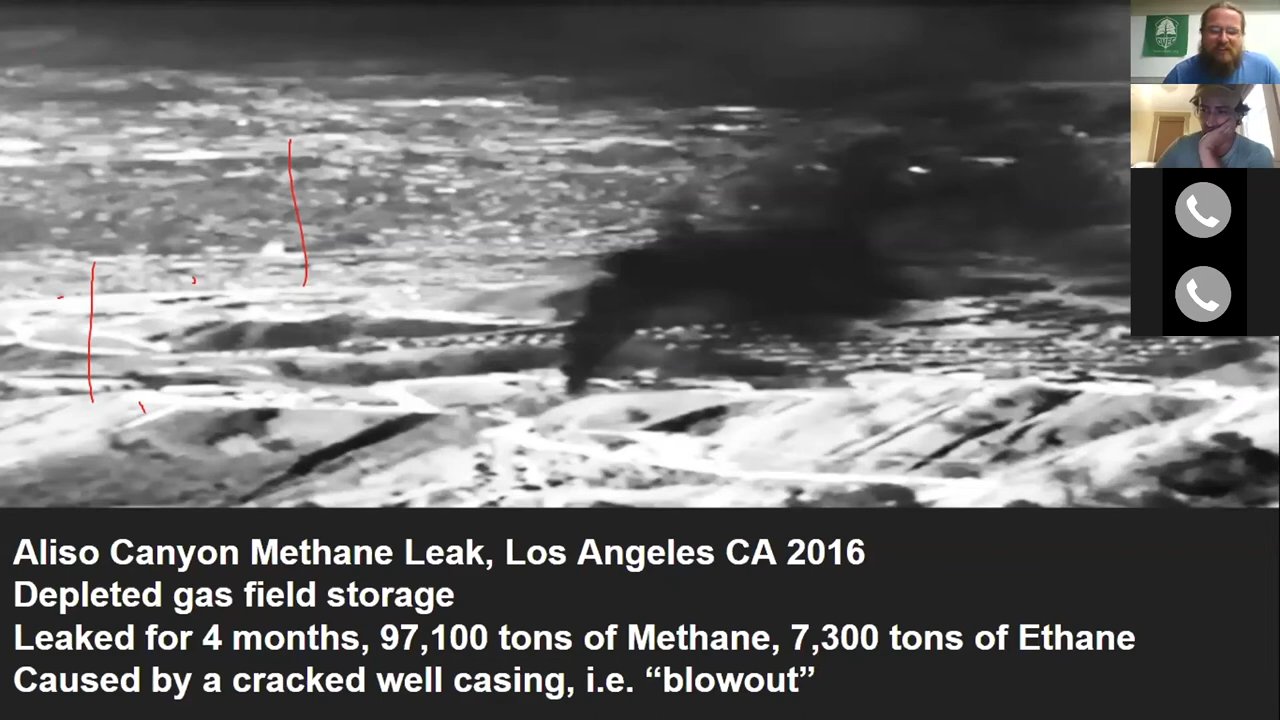 Aliso Canyon Methane Leak, Los Angeles CA 2016
Depleted gas field storage
Leaked for 4 months, 97,100 tons of Methane, 7,300 tons of Ethane
Caused by a cracked well casing, i.e. “blowout”